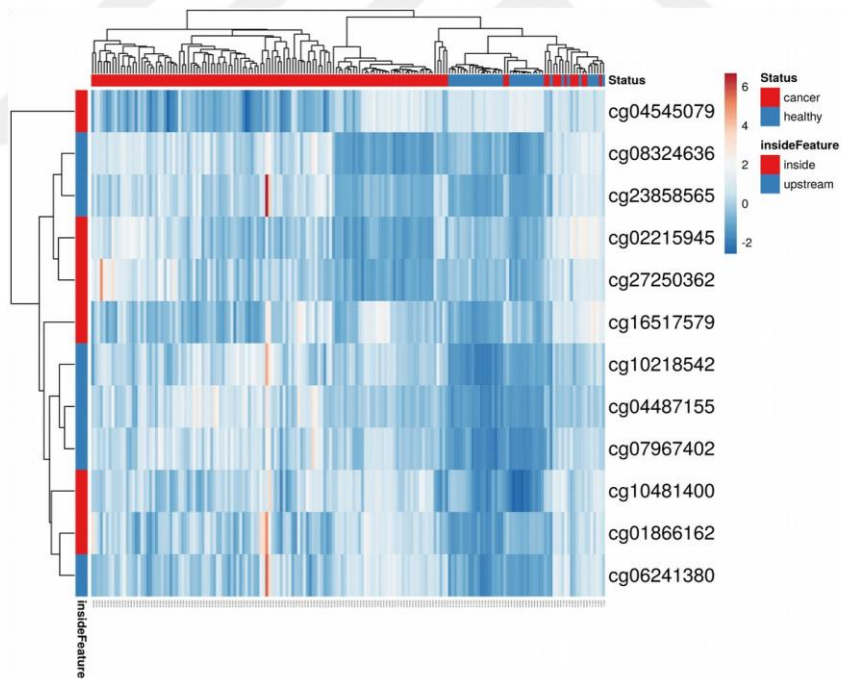 Status
cg04545079
cg08324636
cg23858565
cg02215945
cg27250362
cg16517579
cg10218542
cg04487155
cg07967402
cg10481400
cg01866162
cg06241380
insideFeature
6
4
2
0
-2
Status
cancer
healthy
insideFeature
inside
upstream